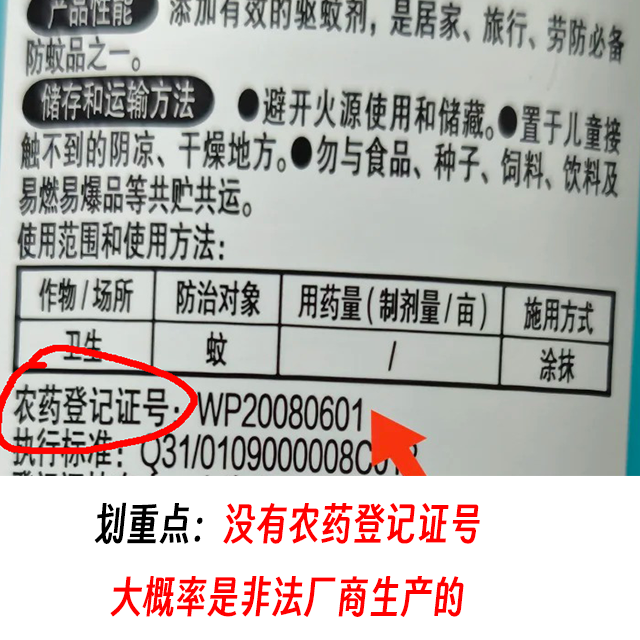 产品性能 添加有效的驱蚊剂，是居家、旅行、劳防必备
防蚊品之一。
储存和运输方法 ●避开火源使用和储藏。●置于儿童接
触不到的阴凉、干燥地方。●勿与食品、种子、饲料、饮料及
易燃易爆品等共贮共运。
使用范围和使用方法：
作物/场所 防治对象 用药量(制剂量/亩) 施用方式
卫生 蚊 / 涂抹
农药登记证号：WP20080601
执行标准：Q31/0109000008C012
划重点：没有农药登记证号
大概率是非法厂商生产的